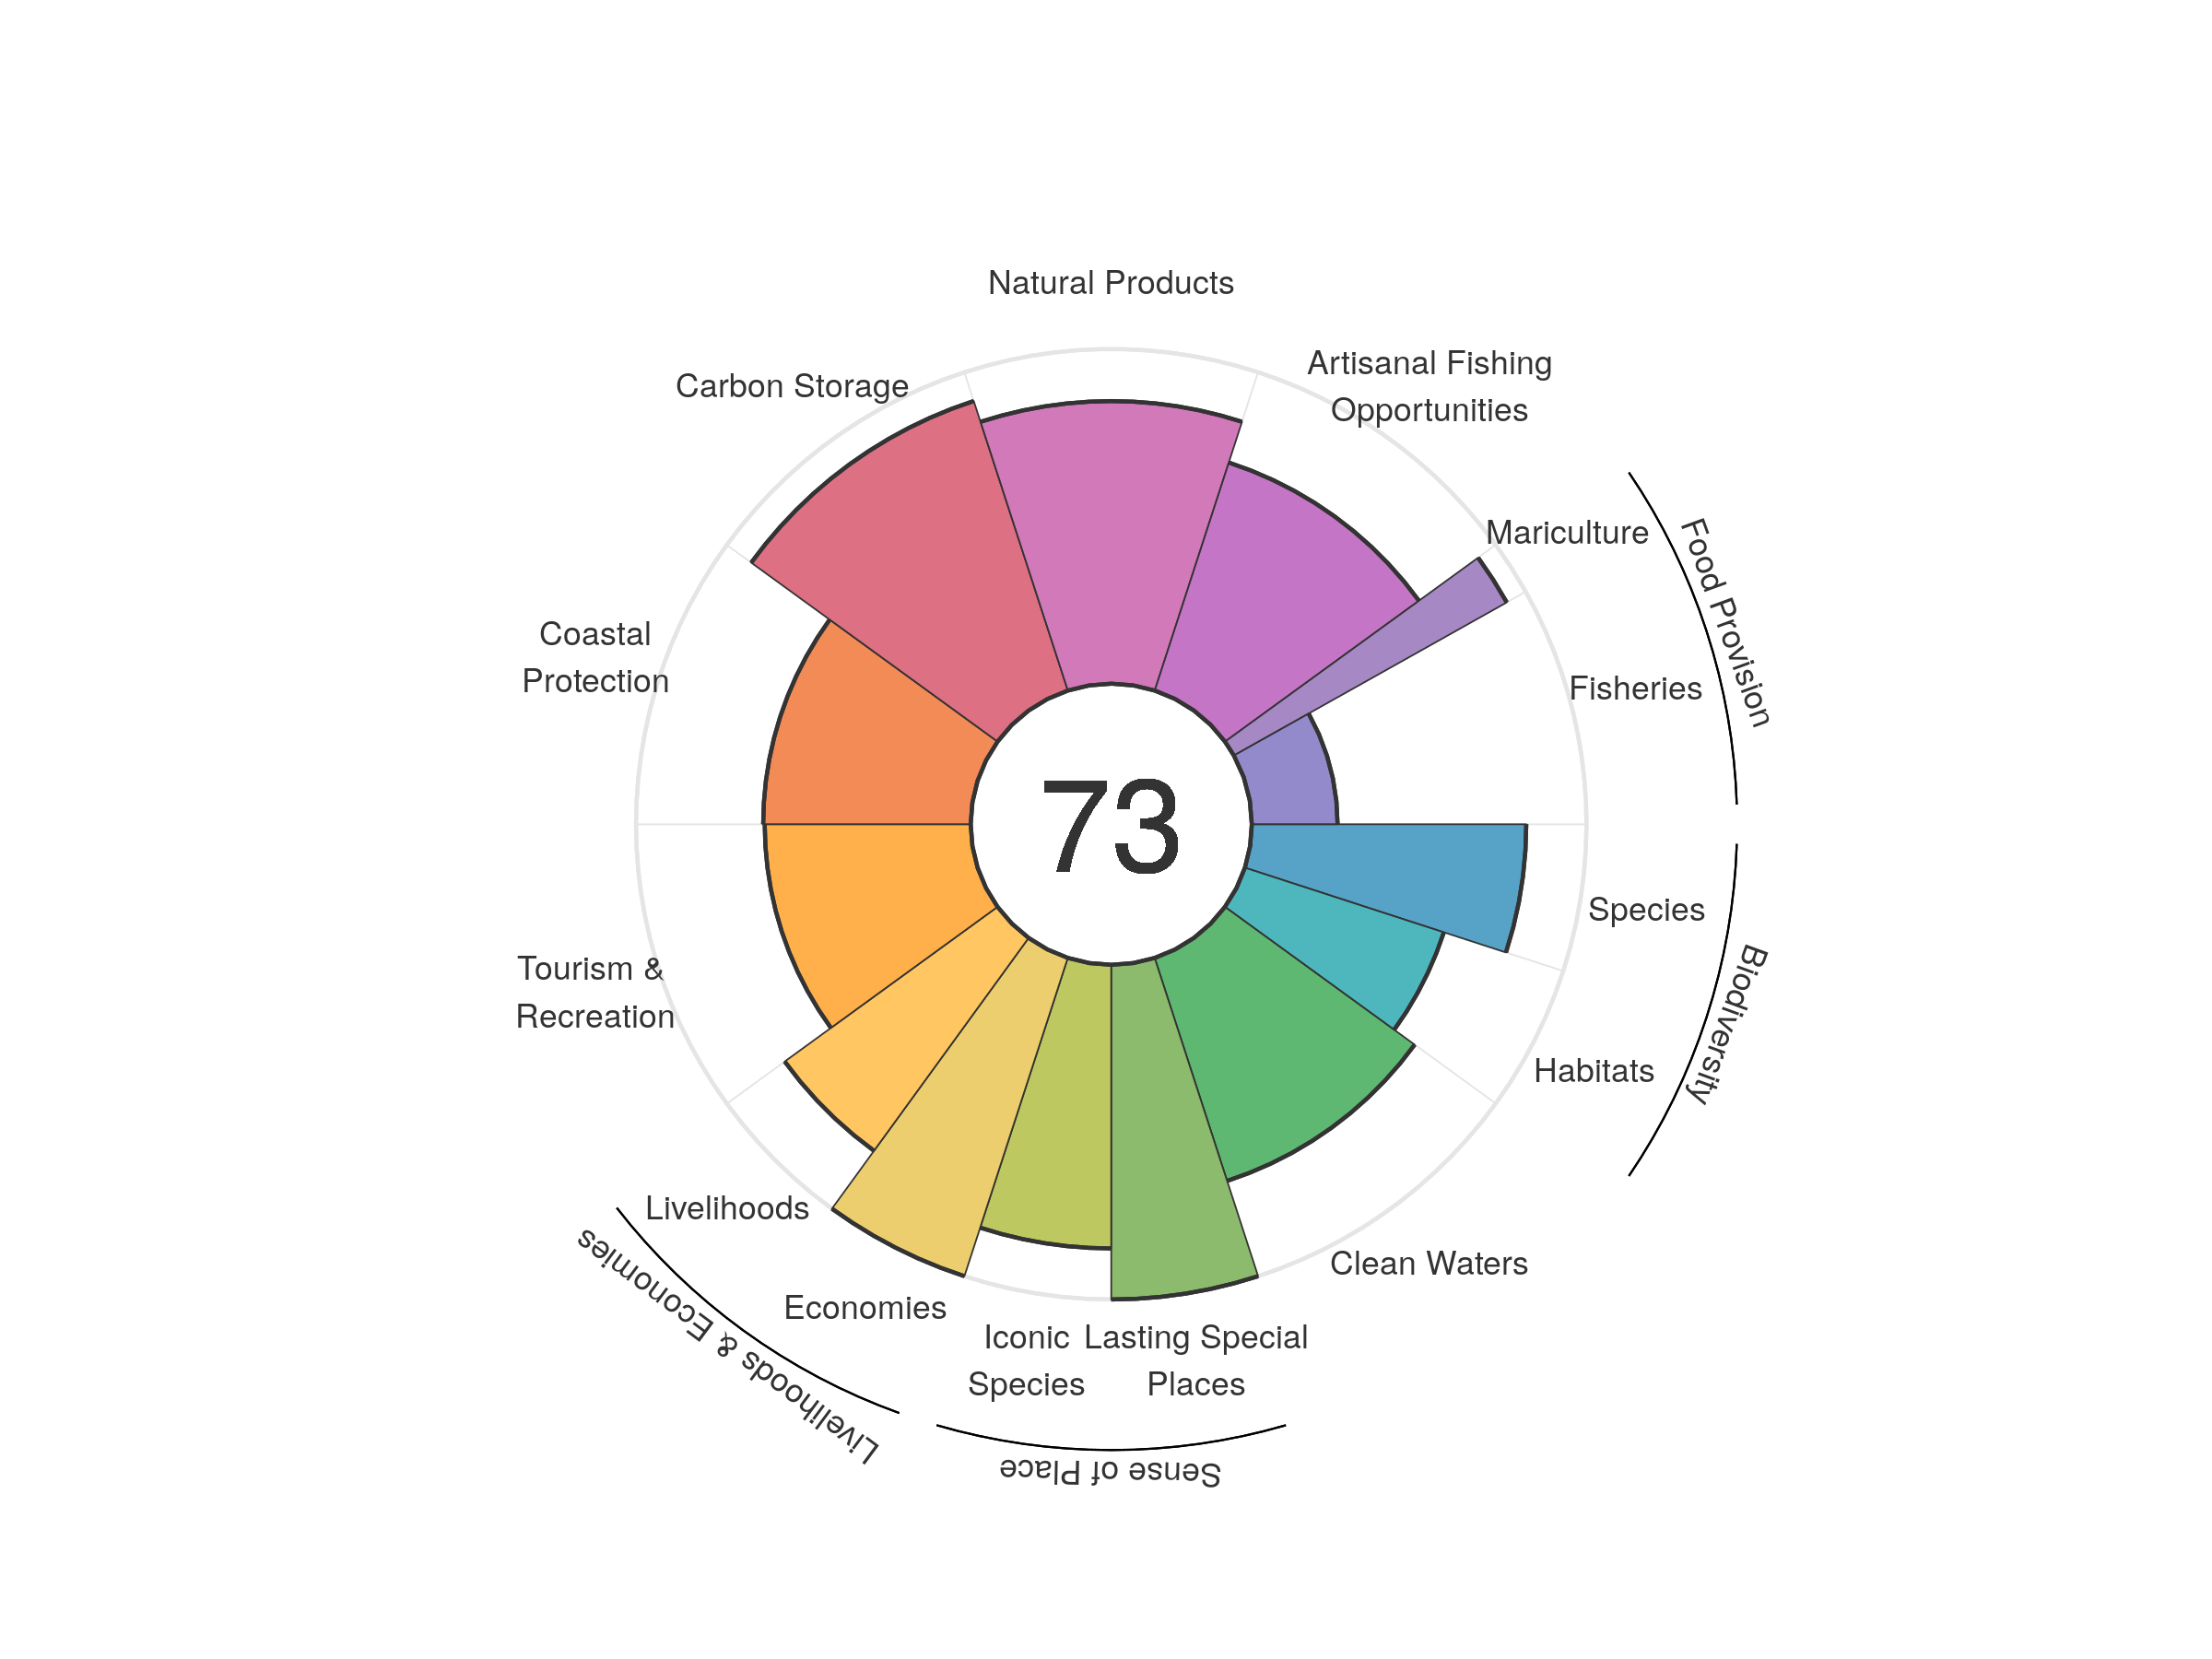 Natural Products
Artisanal Fishing
Opportunities
Carbon Storage
Mariculture
Food Provision
Coastal
Protection
Fisheries
73
Species
Biodiversity
Tourism &
Recreation
Habitats
Livelihoods
Livelihoods & Economies
Clean Waters
Economies
Iconic
Species
Lasting Special
Places
Sense of Place